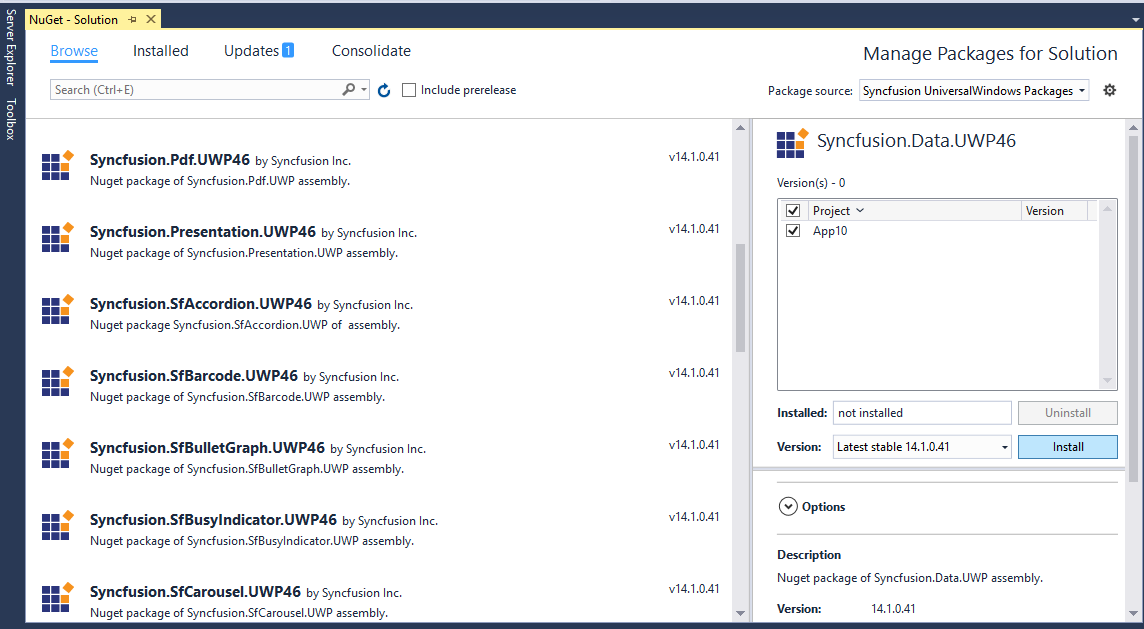 Server Explorer
Toolbox
NuGet - Solution
Browse Installed Updates 1 Consolidate
Manage Packages for Solution
Search (Ctrl+E)
Include prerelease
Package source: Syncfusion UniversalWindows Packages
Syncfusion.Pdf.UWP46 by Syncfusion Inc. v14.1.0.41
Nuget package of Syncfusion.Pdf.UWP assembly.
Syncfusion.Presentation.UWP46 by Syncfusion Inc. v14.1.0.41
Nuget package of Syncfusion.Presentation.UWP assembly.
Syncfusion.SfAccordion.UWP46 by Syncfusion Inc. v14.1.0.41
Nuget package Syncfusion.SfAccordion.UWP of assembly.
Syncfusion.SfBarcode.UWP46 by Syncfusion Inc. v14.1.0.41
Nuget package of Syncfusion.SfBarcode.UWP assembly.
Syncfusion.SfBulletGraph.UWP46 by Syncfusion Inc. v14.1.0.41
Nuget package of Syncfusion.SfBulletGraph.UWP assembly.
Syncfusion.SfBusyIndicator.UWP46 by Syncfusion Inc. v14.1.0.41
Nuget package of Syncfusion.SfBusyIndicator.UWP assembly.
Syncfusion.SfCarousel.UWP46 by Syncfusion Inc. v14.1.0.41
Nuget package of Syncfusion.SfCarousel.UWP assembly.
Syncfusion.Data.UWP46
Version(s) - 0
Project Version
App10
Installed: not installed Uninstall
Version: Latest stable 14.1.0.41 Install
Options
Description
Nuget package of Syncfusion.Data.UWP assembly.
Version: 14.1.0.41